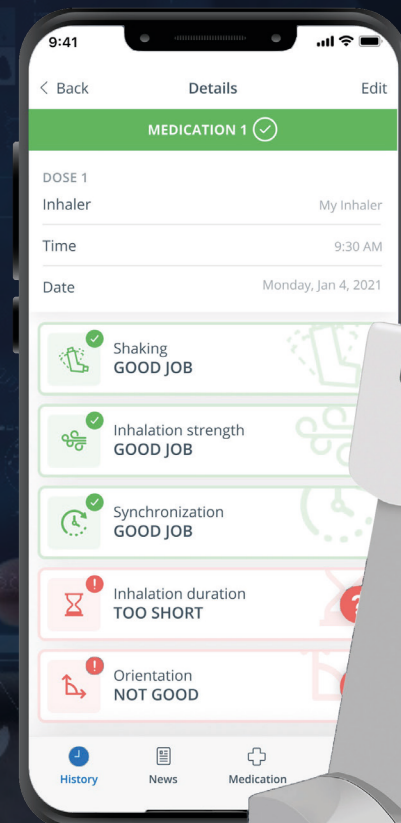 9:41
< Back Details Edit
MEDICATION 1
DOSE 1
Inhaler My Inhaler
Time 9:30 AM
Date Monday, Jan 4, 2021
Shaking
GOOD JOB
Inhalation strength
GOOD JOB
Synchronization
GOOD JOB
! Inhalation duration
TOO SHORT
?
! Orientation
NOT GOOD
History News Medication